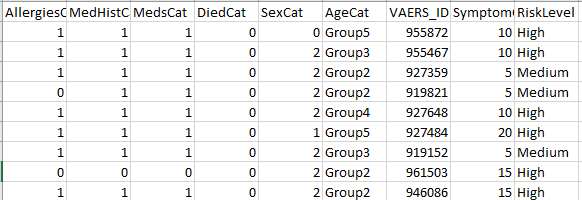 AllergiesC MedHistC MedsCat DiedCat SexCat AgeCat VAERS_ID Symptom RiskLevel
1 1 1 0 0 Group5 955872 10 High
1 1 1 0 2 Group3 955467 10 High
1 1 1 0 2 Group2 927359 5 Medium
0 1 1 0 2 Group2 919821 5 Medium
1 1 1 0 2 Group4 927648 10 High
1 1 1 0 1 Group5 927484 20 High
1 1 1 0 2 Group3 919152 5 Medium
0 0 0 0 2 Group2 961503 15 High
1 1 1 0 2 Group2 946086 15 High